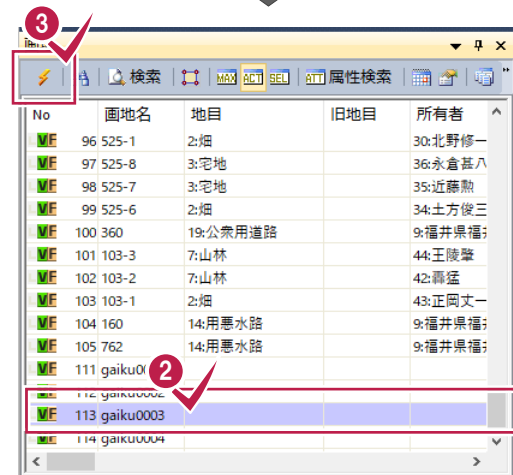 3
検索 MAX ACT SEL ATT 属性検索 "
No 画地名 地目 旧地目 所有者
VF 96 525-1 2:畑 30:北野修一
VF 97 525-8 3:宅地 36:永倉甚八
VF 98 525-7 3:宅地 35:近藤勲
VF 99 525-6 2:畑 34:土方俊三
VF 100 360 19:公衆用道路 9:福井県福井
VF 101 103-3 7:山林 44:王陵肇
VF 102 103-2 7:山林 42:轟猛
VF 103 103-1 2:畑 43:正岡丈一
VF 104 160 14:用悪水路 9:福井県福井
VF 105 762 14:用悪水路 9:福井県福井
VF 111 gaiku00
2
112 gaiku0002
VF 113 gaiku0003
VF 114 gaiku0004